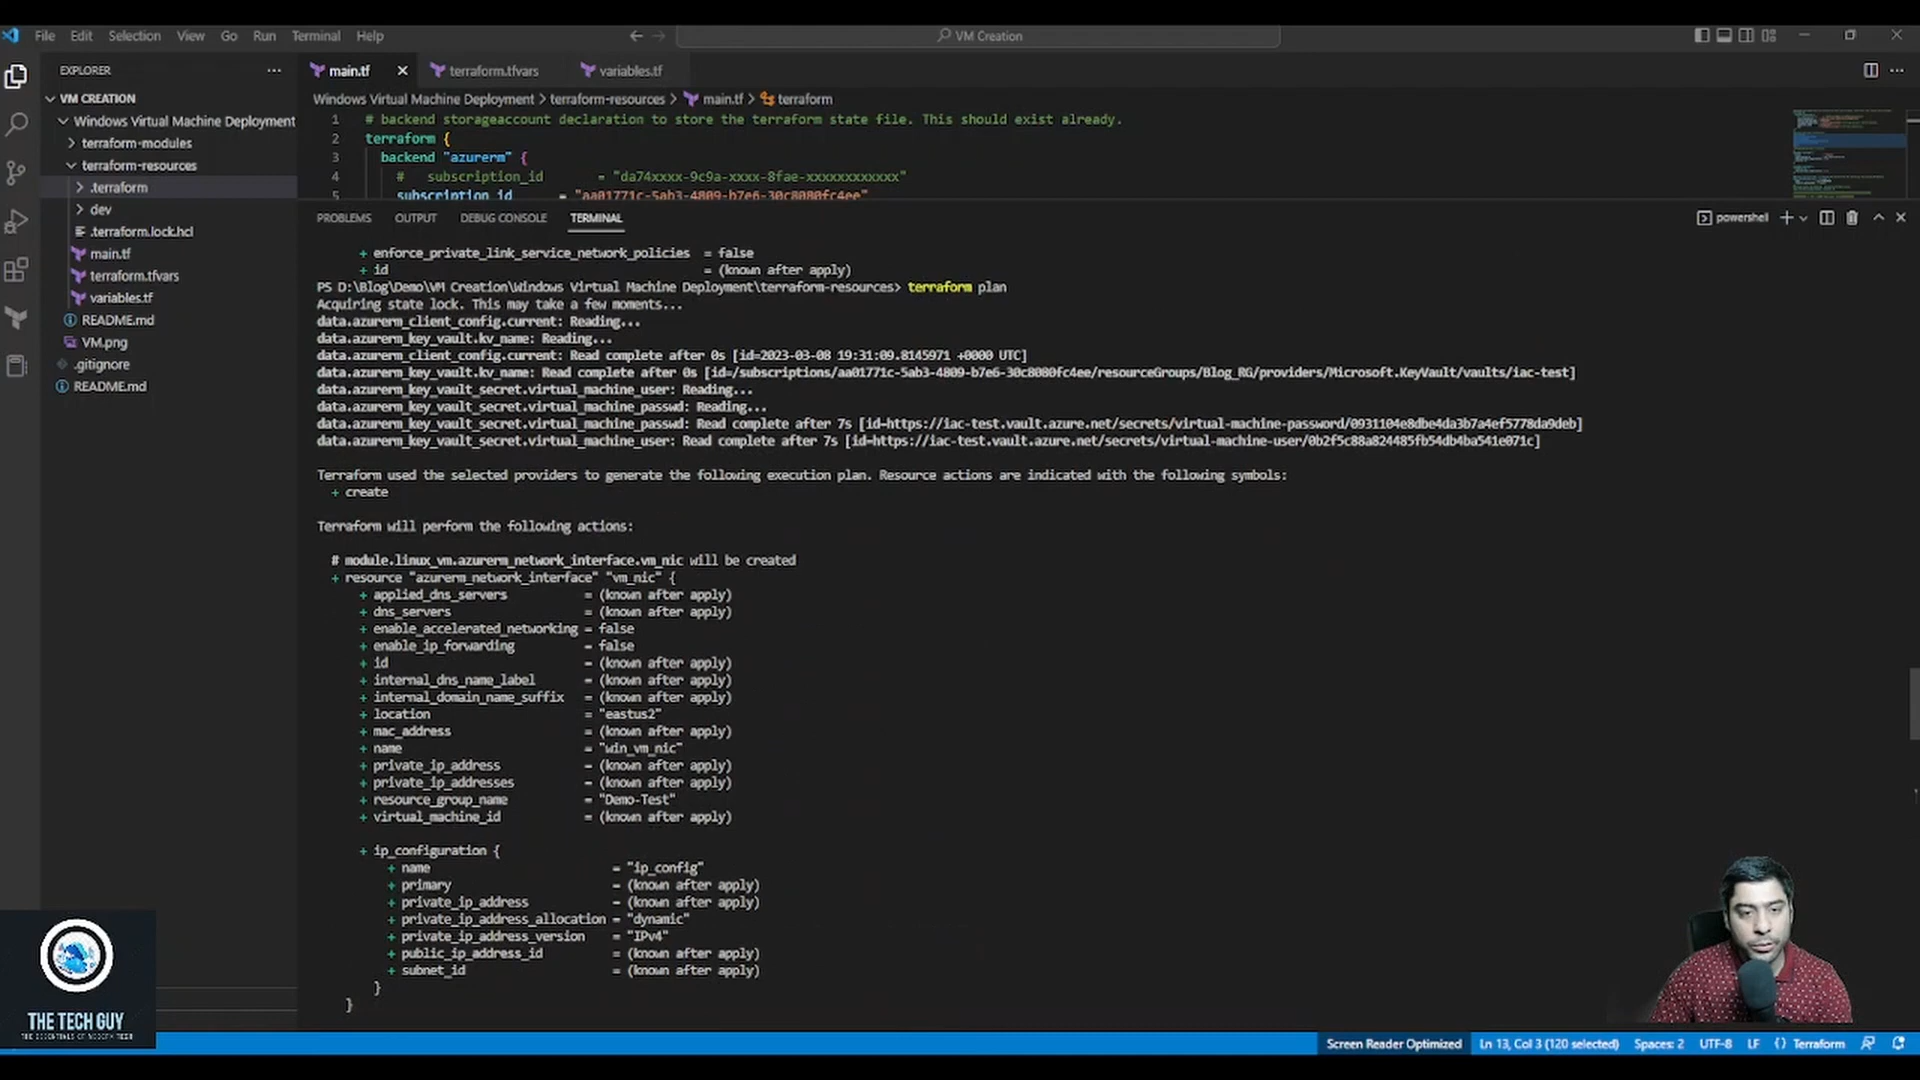 File Edit Selection View Go Run Terminal Help
VM Creation
EXPLORER
main.tf
terraform.tfvars
variables.tf
VM CREATION
Windows Virtual Machine Deployment
terraform-modules
terraform-resources
.terraform
dev
.terraform.lock.hcl
main.tf
terraform.tfvars
variables.tf
README.md
VM.png
.gitignore
README.md
Windows Virtual Machine Deployment > terraform-resources > main.tf > terraform
1 # backend storageaccount declaration to store the terraform state file. This should exist already.
2 terraform {
3 backend "azurerm" {
4 # subscription_id = "da74xxxx-9c9a-xxxx-8fae-xxxxxxxxxxxx"
5 subscription_id = "aa01771c-5ab3-4809-b7e6-30c8080fc4ee"
PROBLEMS OUTPUT DEBUG CONSOLE TERMINAL
powershell
+ enforce_private_link_service_network_policies = false
+ id = (known after apply)
PS D:\Blog\Demo\VM Creation\Windows Virtual Machine Deployment\terraform-resources> terraform plan
Acquiring state lock. This may take a few moments...
data.azurerm_client_config.current: Reading...
data.azurerm_key_vault.kv_name: Reading...
data.azurerm_client_config.current: Read complete after 0s [id=2023-03-08 19:31:09.8145971 +0000 UTC]
data.azurerm_key_vault.kv_name: Read complete after 0s [id=/subscriptions/aa01771c-5ab3-4809-b7e6-30c8080fc4ee/resourceGroups/Blog_RG/providers/Microsoft.KeyVault/vaults/iac-test]
data.azurerm_key_vault_secret.virtual_machine_user: Reading...
data.azurerm_key_vault_secret.virtual_machine_passwd: Reading...
data.azurerm_key_vault_secret.virtual_machine_passwd: Read complete after 7s [id=https://iac-test.vault.azure.net/secrets/virtual-machine-password/0931104e8dbe4da3b7a4ef5778da9deb]
data.azurerm_key_vault_secret.virtual_machine_user: Read complete after 7s [id=https://iac-test.vault.azure.net/secrets/virtual-machine-user/0b2f5c88a824485fb54db4ba541e071c]
Terraform used the selected providers to generate the following execution plan. Resource actions are indicated with the following symbols:
+ create
Terraform will perform the following actions:
# module.linux_vm.azurerm_network_interface.vm_nic will be created
+ resource "azurerm_network_interface" "vm_nic" {
+ applied_dns_servers = (known after apply)
+ dns_servers = (known after apply)
+ enable_accelerated_networking = false
+ enable_ip_forwarding = false
+ id = (known after apply)
+ internal_dns_name_label = (known after apply)
+ internal_domain_name_suffix = (known after apply)
+ location = "eastus2"
+ mac_address = (known after apply)
+ name = "win_vm_nic"
+ private_ip_address = (known after apply)
+ private_ip_addresses = (known after apply)
+ resource_group_name = "Demo-Test"
+ virtual_machine_id = (known after apply)
+ ip_configuration {
+ name = "ip_config"
+ primary = (known after apply)
+ private_ip_address = (known after apply)
+ private_ip_address_allocation = "dynamic"
+ private_ip_address_version = "IPv4"
+ public_ip_address_id = (known after apply)
+ subnet_id = (known after apply)
}
}
THE TECH GUY
THE ESSENTIALS OF MODERN TECH
Screen Reader Optimized Ln 13, Col 3 (120 selected) Spaces: 2 UTF-8 LF {} Terraform